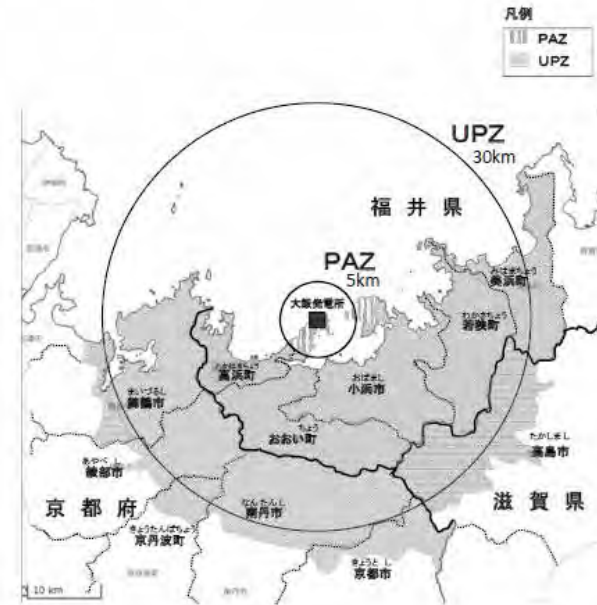 凡例
PAZ
UPZ
UPZ
30km
福井県
PAZ
5km
大飯発電所
みはまちょう
美浜町
わかさちょう
若狭町
たかはまちょう
高浜町
おばまし
小浜市
まいづるし
舞鶴市
ちょう
おおい町
たかしまし
高島市
あやべし
綾部市
京都府
なんたんし
南丹市
滋賀県
きょうたんばちょう
京丹波町
きょうとし
京都市
10 km